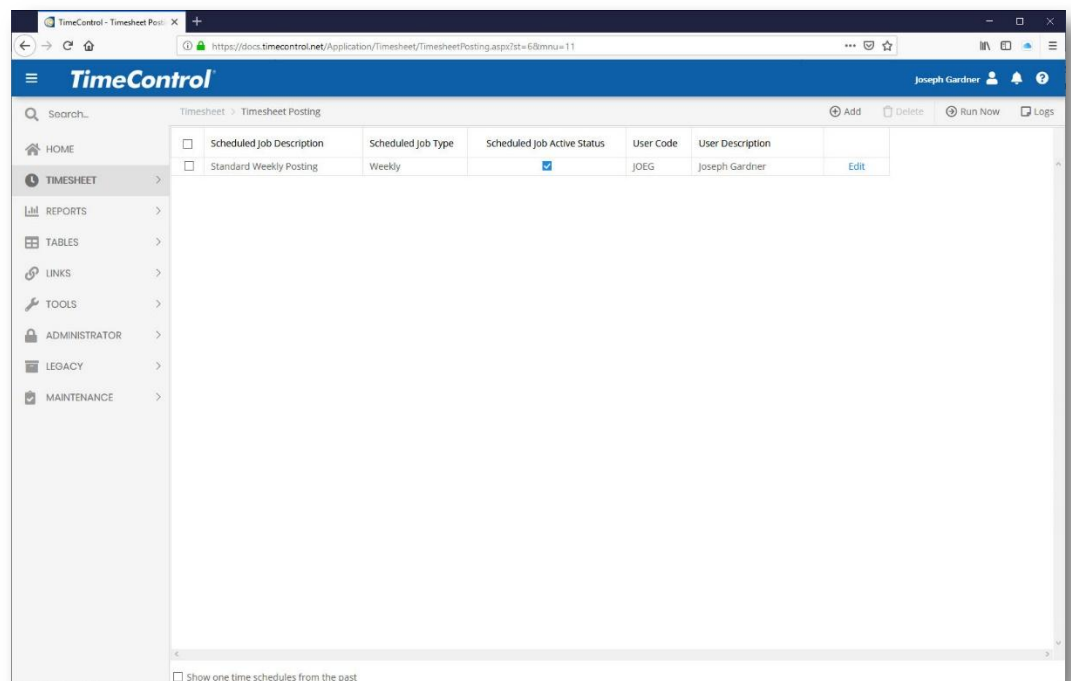 TimeControl - Timesheet Posti
https://docs.timecontrol.net/Application/Timesheet/TimesheetPosting.aspx?st=6&mnu=11
TimeControl
Joseph Gardner
Search...
Timesheet > Timesheet Posting
Add
Delete
Run Now
Logs
HOME
TIMESHEET
REPORTS
TABLES
LINKS
TOOLS
ADMINISTRATOR
LEGACY
MAINTENANCE
Scheduled Job Description Scheduled Job Type Scheduled Job Active Status User Code User Description
Standard Weekly Posting Weekly JOEG Joseph Gardner Edit
Show one time schedules from the past